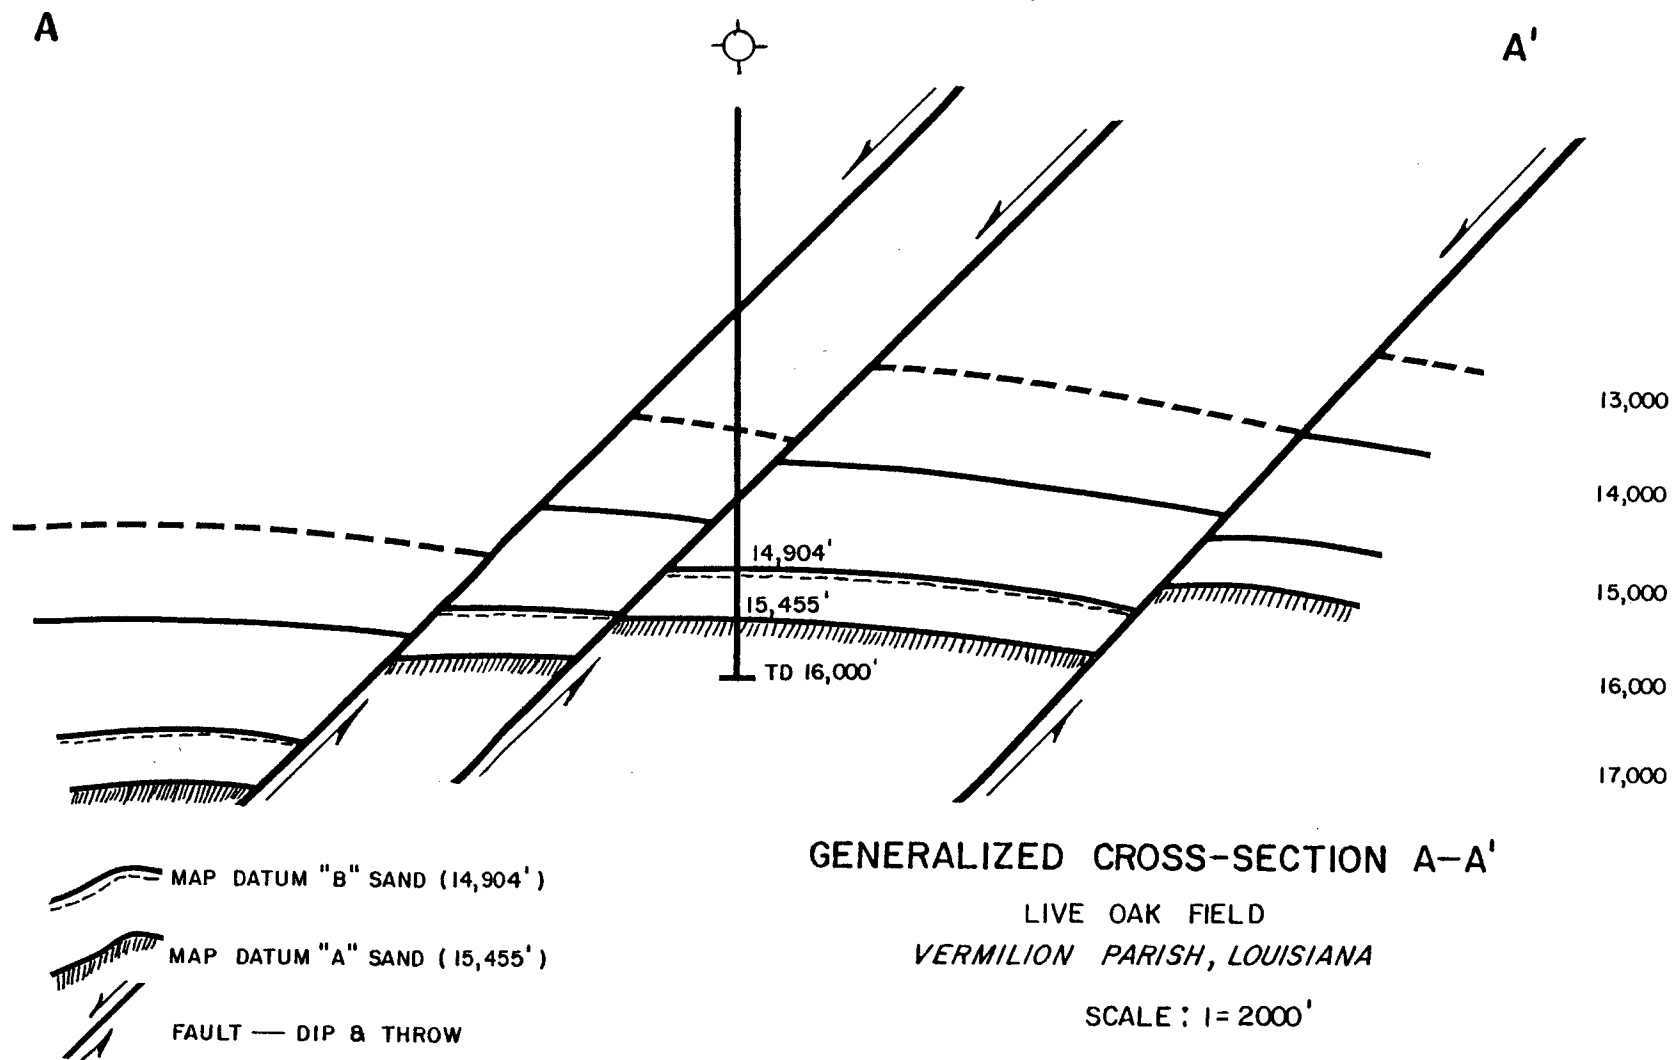 A
A'
13,000
14,000
14,904'
15,000
15,455'
TD 16,000'
16,000
17,000
MAP DATUM "B" SAND (14,904')
MAP DATUM "A" SAND (15,455')
FAULT — DIP & THROW
GENERALIZED CROSS-SECTION A-A'
LIVE OAK FIELD
VERMILION PARISH, LOUISIANA
SCALE: 1=2000'